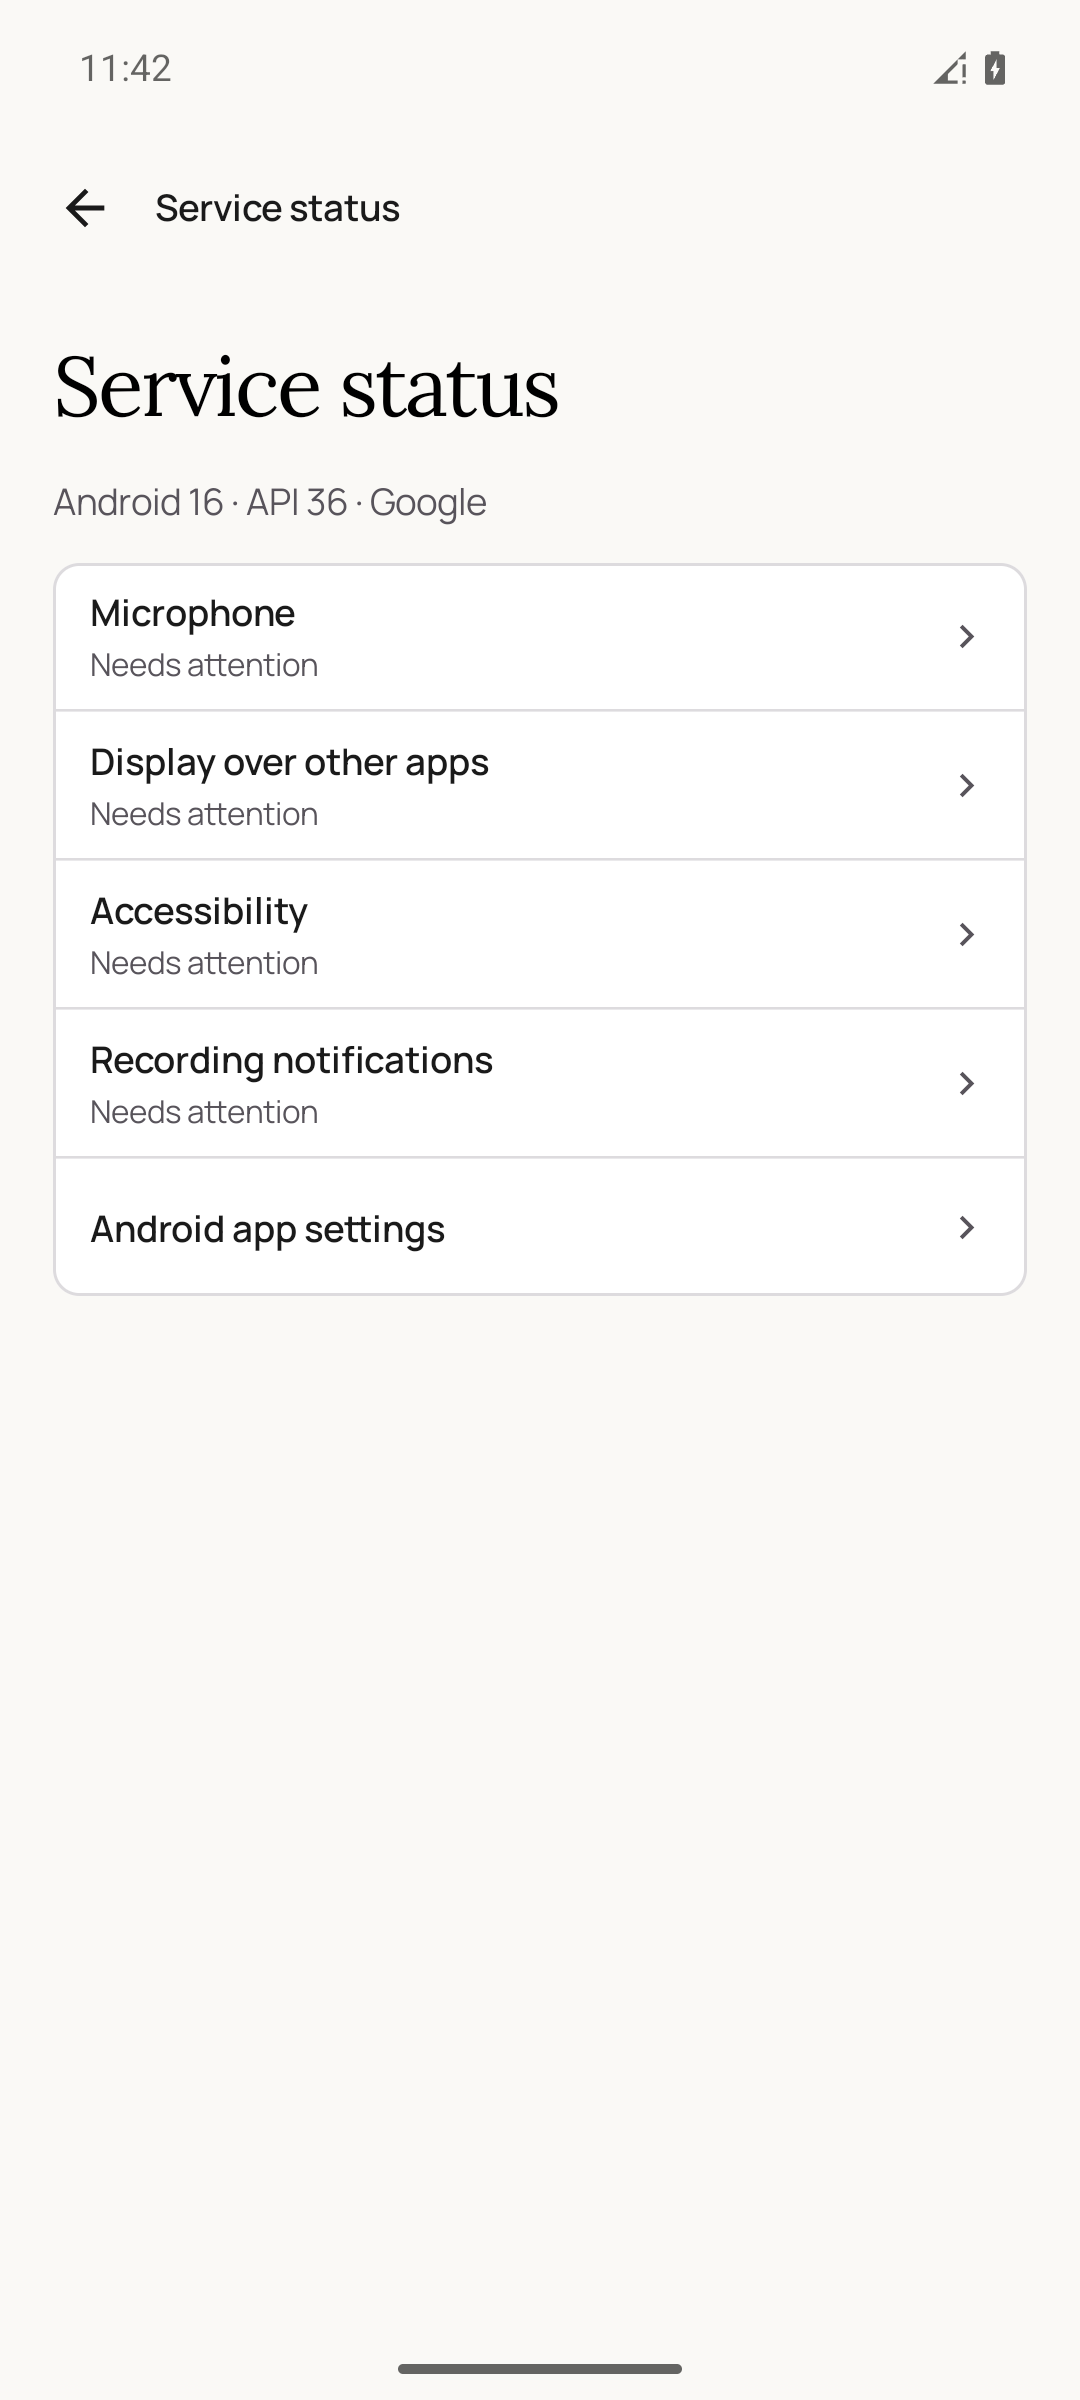 11:42
Service status
Service status
Android 16 · API 36 · Google
Microphone
Needs attention
Display over other apps
Needs attention
Accessibility
Needs attention
Recording notifications
Needs attention
Android app settings